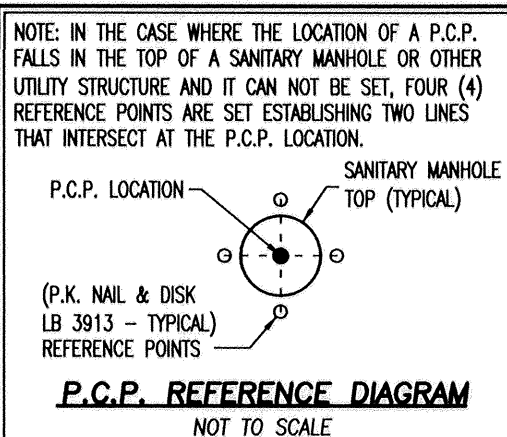 NOTE: IN THE CASE WHERE THE LOCATION OF A P.C.P.
FALLS IN THE TOP OF A SANITARY MANHOLE OR OTHER
UTILITY STRUCTURE AND IT CAN NOT BE SET, FOUR (4)
REFERENCE POINTS ARE SET ESTABLISHING TWO LINES
THAT INTERSECT AT THE P.C.P. LOCATION.
P.C.P. LOCATION
SANITARY MANHOLE
TOP (TYPICAL)
(P.K. NAIL & DISK
LB 3913 - TYPICAL)
REFERENCE POINTS
P.C.P. REFERENCE DIAGRAM
NOT TO SCALE